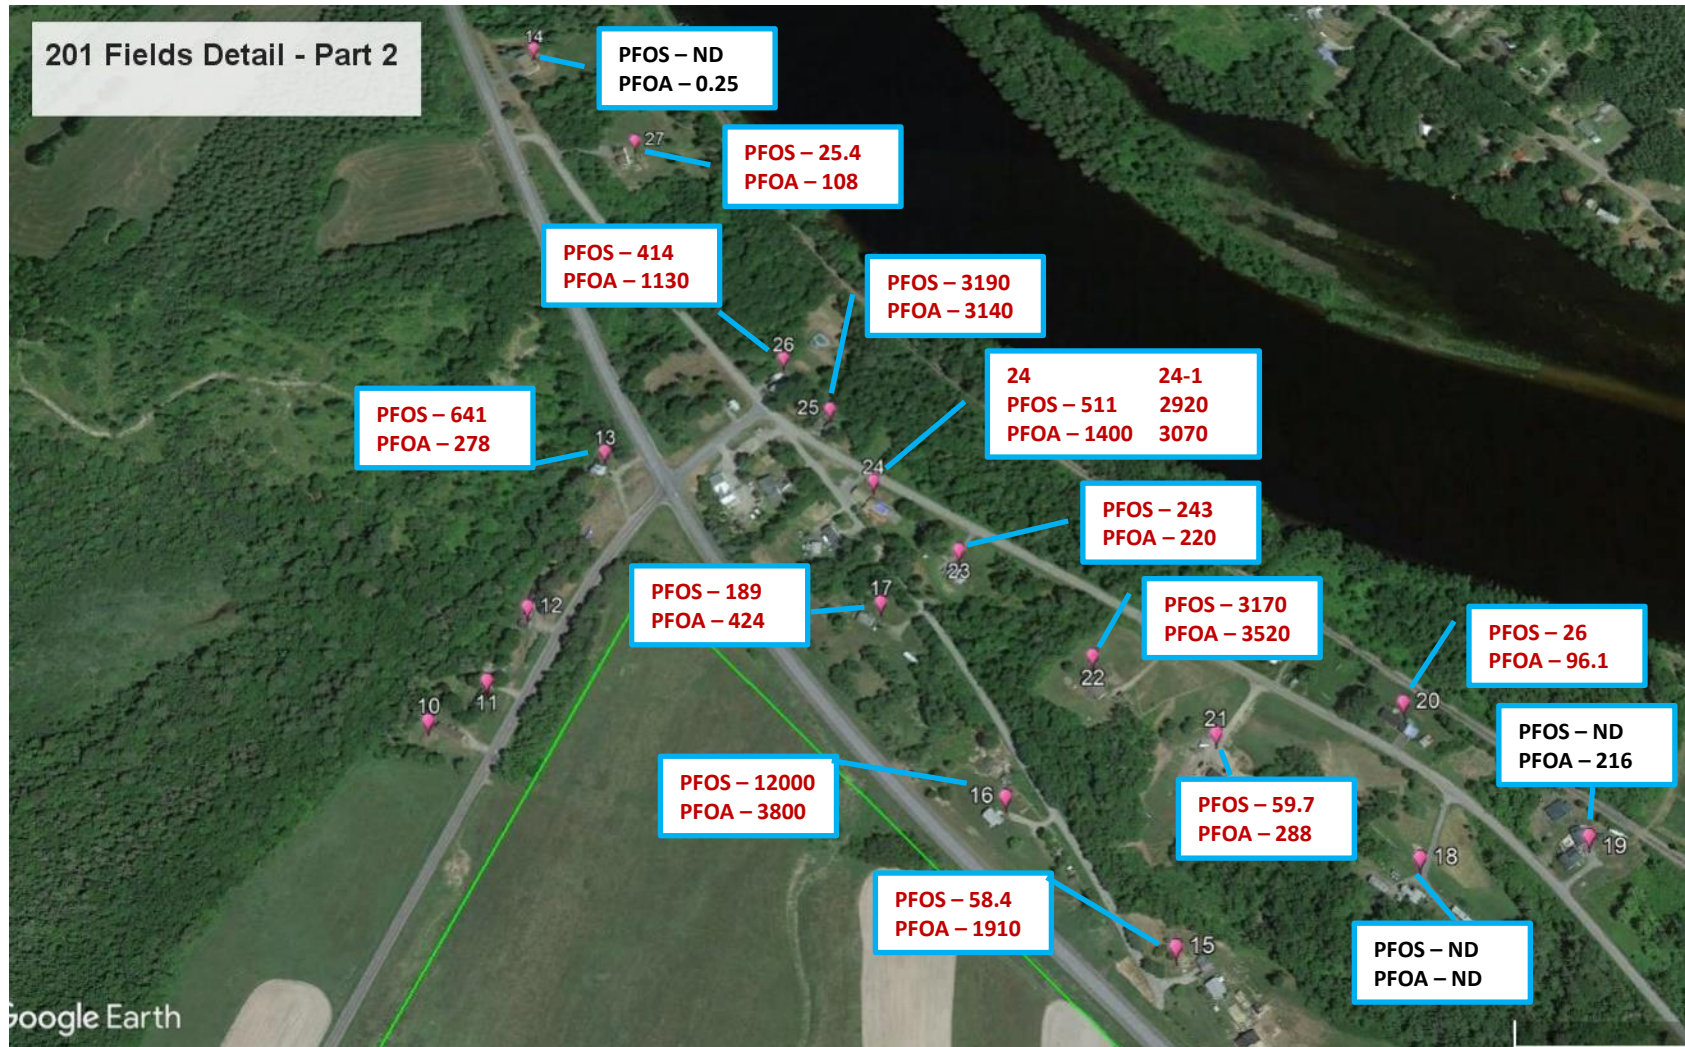 201 Fields Detail - Part 2
14
PFOS – ND
PFOA – 0.25
27
PFOS – 25.4
PFOA – 108
PFOS – 414
PFOA – 1130
26
PFOS – 3190
PFOA – 3140
25
24 24-1
PFOS – 511 2920
PFOA – 1400 3070
24
PFOS – 641
PFOA – 278
13
PFOS – 243
PFOA – 220
23
12
PFOS – 189
PFOA – 424
17
PFOS – 3170
PFOA – 3520
22
PFOS – 26
PFOA – 96.1
20
11
10
21
PFOS – ND
PFOA – 216
19
PFOS – 12000
PFOA – 3800
16
PFOS – 59.7
PFOA – 288
18
PFOS – 58.4
PFOA – 1910
15
PFOS – ND
PFOA – ND
Google Earth